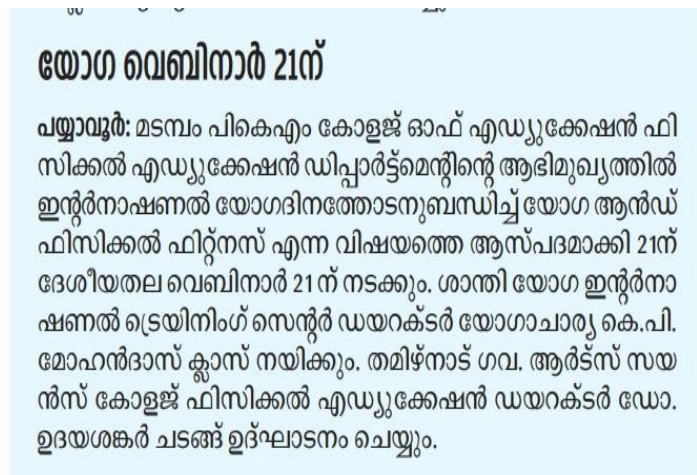 യോഗ വെബിനാർ 21ന്
പയ്യാവൂർ: മടമ്പം പികെഎം കോളജ് ഓഫ് എഡ്യുക്കേഷൻ ഫി
സിക്കൽ എഡ്യുക്കേഷൻ ഡിപ്പാർട്ട്മെന്റിന്റെ ആഭിമുഖ്യത്തിൽ
ഇന്റർനാഷണൽ യോഗദിനത്തോടനുബന്ധിച്ച് യോഗ ആൻഡ്
ഫിസിക്കൽ ഫിറ്റ്നസ് എന്ന വിഷയത്തെ ആസ്പദമാക്കി 21ന്
ദേശീയതല വെബിനാർ 21 ന് നടക്കും. ശാന്തി യോഗ ഇന്റർനാ
ഷണൽ ട്രെയിനിംഗ് സെന്റർ ഡയറക്ടർ യോഗാചാര്യ കെ.പി.
മോഹൻദാസ് ക്ലാസ് നയിക്കും. തമിഴ്നാട് ഗവ. ആർട്സ് സയ
ൻസ് കോളജ് ഫിസിക്കൽ എഡ്യുക്കേഷൻ ഡയറക്ടർ ഡോ.
ഉദയശങ്കർ ചടങ്ങ് ഉദ്ഘാടനം ചെയ്യും.